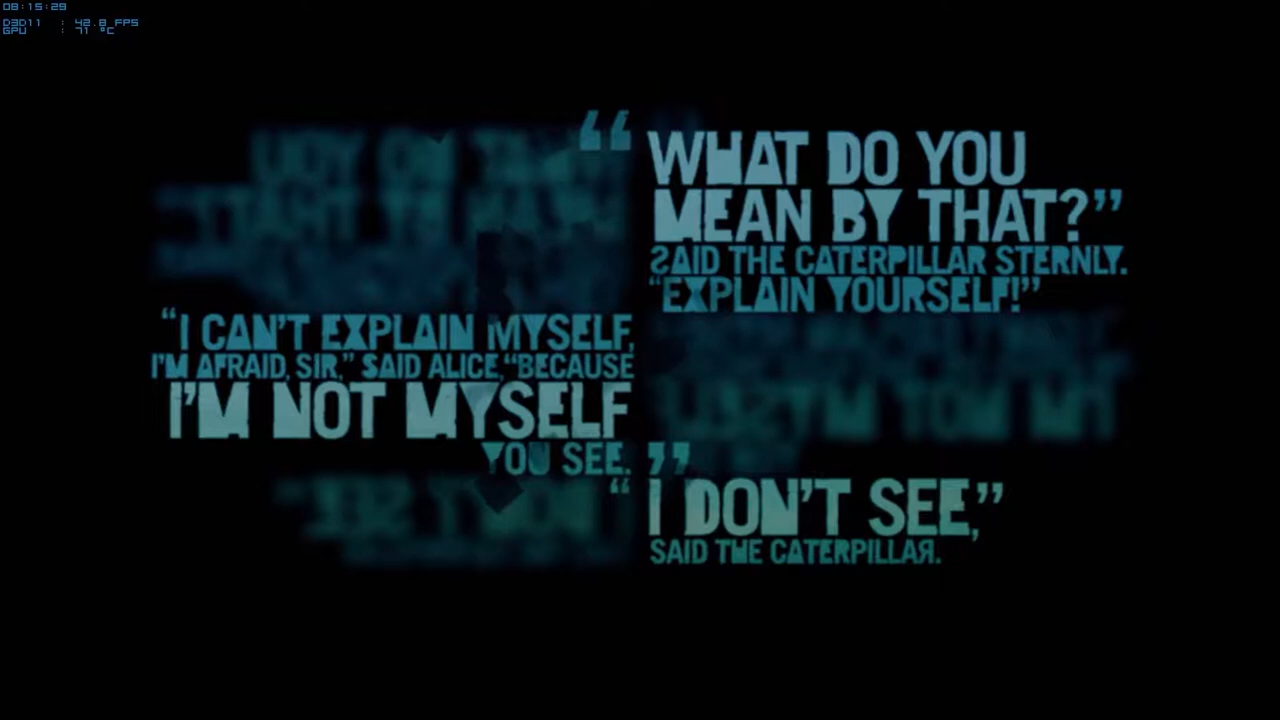 08:15:29
D3D11 : 42.8 FPS
GPU : 71 °C
“ WHAT DO YOU
MEAN BY THAT?”
SAID THE CATERPILLAR STERNLY.
“EXPLAIN YOURSELF!”
“I CAN'T EXPLAIN MYSELF,
I'M AFRAID, SIR,” SAID ALICE, “BECAUSE
I'M NOT MYSELF
YOU SEE. ”
“ I DON'T SEE,”
SAID THE CATERPILLAR.